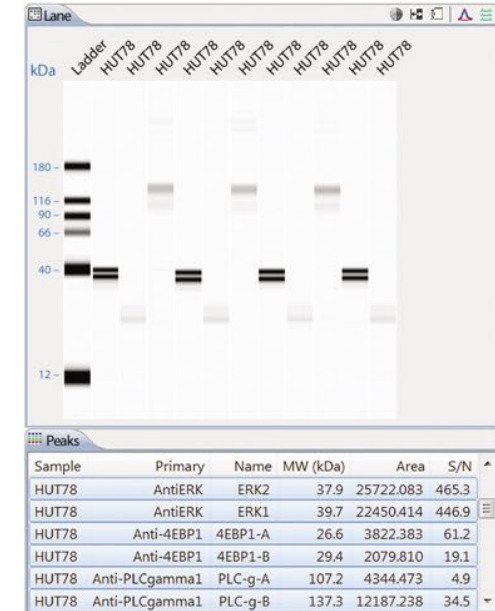 Lane
kDa Ladder HUT78 HUT78 HUT78 HUT78 HUT78 HUT78 HUT78 HUT78 HUT78 HUT78 HUT78
180
116
90
66
40
12
Peaks
Sample Primary Name MW (kDa) Area S/N
HUT78 AntiERK ERK2 37.9 25722.083 465.3
HUT78 AntiERK ERK1 39.7 22450.414 446.9
HUT78 Anti-4EBP1 4EBP1-A 26.6 3822.383 61.2
HUT78 Anti-4EBP1 4EBP1-B 29.4 2079.810 19.1
HUT78 Anti-PLCgamma1 PLC-g-A 107.2 4344.473 4.9
HUT78 Anti-PLCgamma1 PLC-g-B 137.3 12187.238 34.5